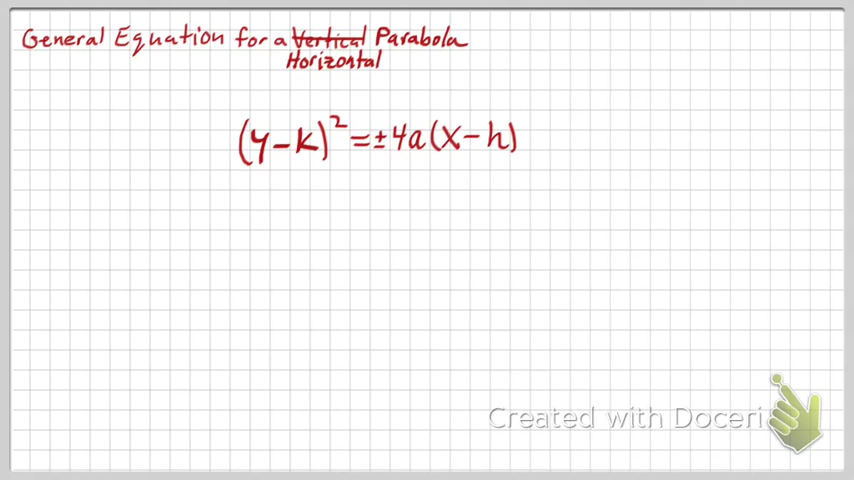 General Equation for a Vertical Parabola
Horizontal
(y-k)²=±4a(x-h)
Created with Doceri